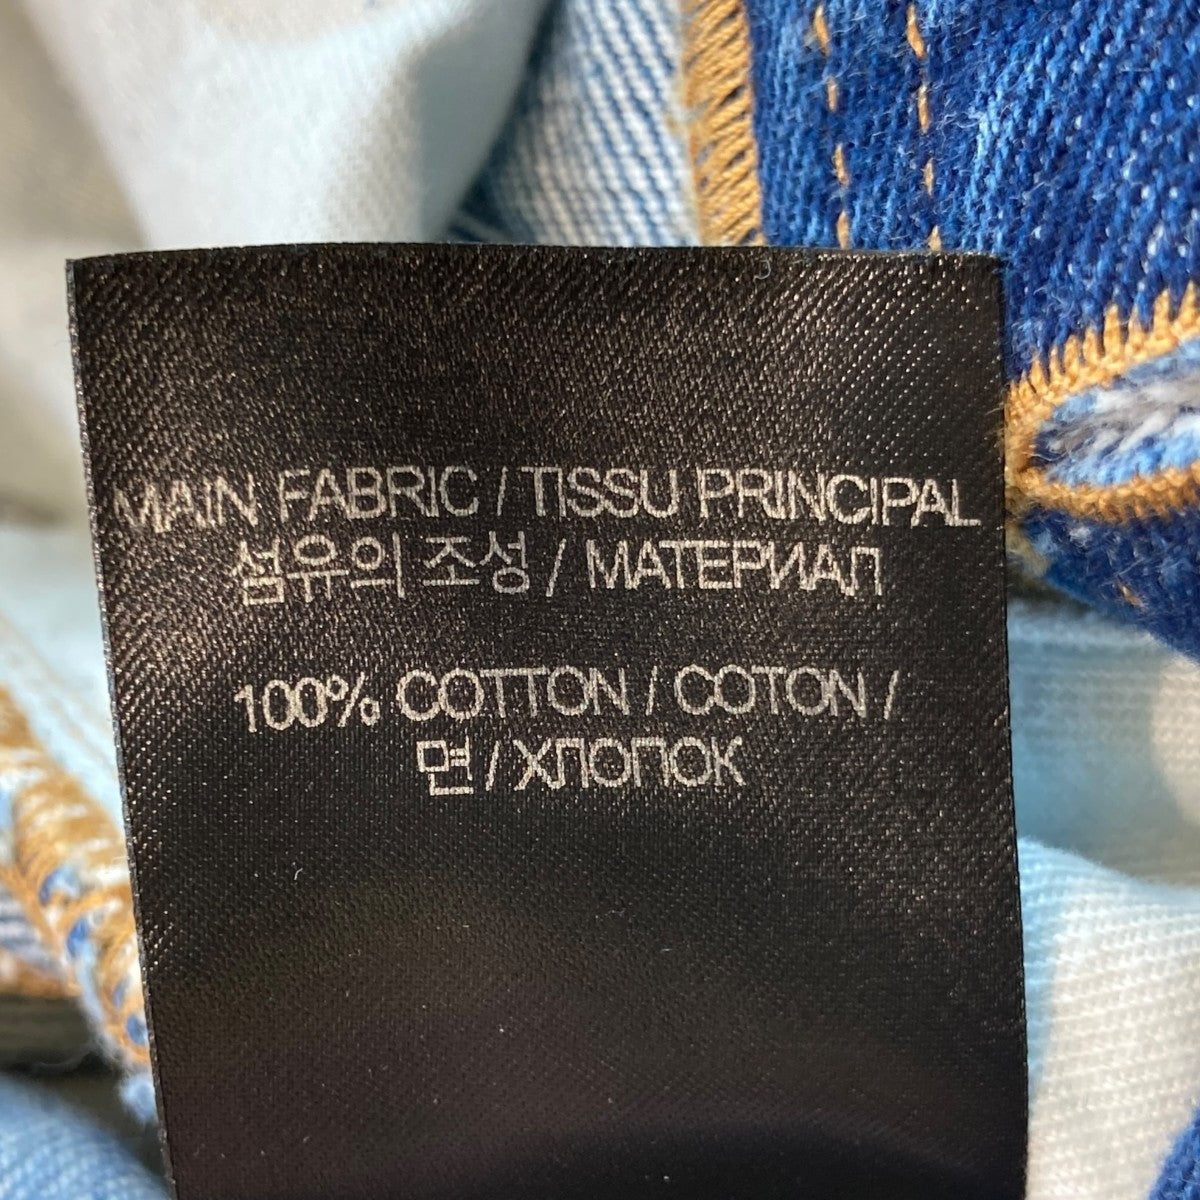 MAIN FABRIC / TISSU PRINCIPAL
섬유의 조성 / МАТЕРИАЛ
100% COTTON / COTON /
면 / ХЛОПОК